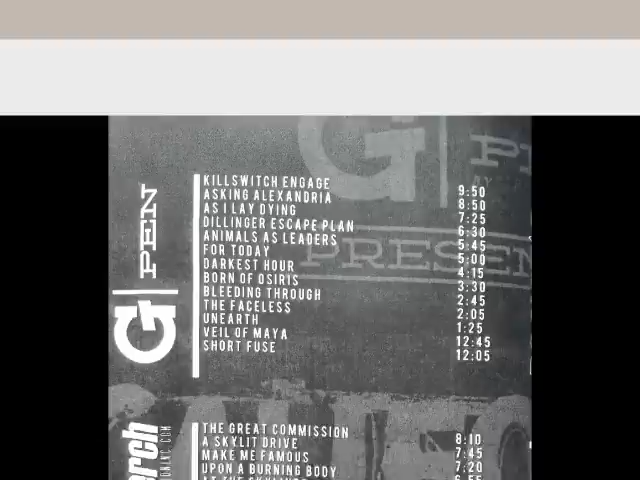 G PEN
KILLSWITCH ENGAGE 9:50
ASKING ALEXANDRIA 8:50
AS I LAY DYING 7:25
DILLINGER ESCAPE PLAN 6:30
ANIMALS AS LEADERS 5:45
FOR TODAY 5:00
DARKEST HOUR 4:15
BORN OF OSIRIS 3:30
BLEEDING THROUGH 2:45
THE FACELESS 2:05
UNEARTH 1:25
VEIL OF MAYA 12:45
SHORT FUSE 12:05
G
PRESEN
THE GREAT COMMISSION 8:10
A SKYLIT DRIVE 7:45
MAKE ME FAMOUS 7:20
UPON A BURNING BODY 6:55